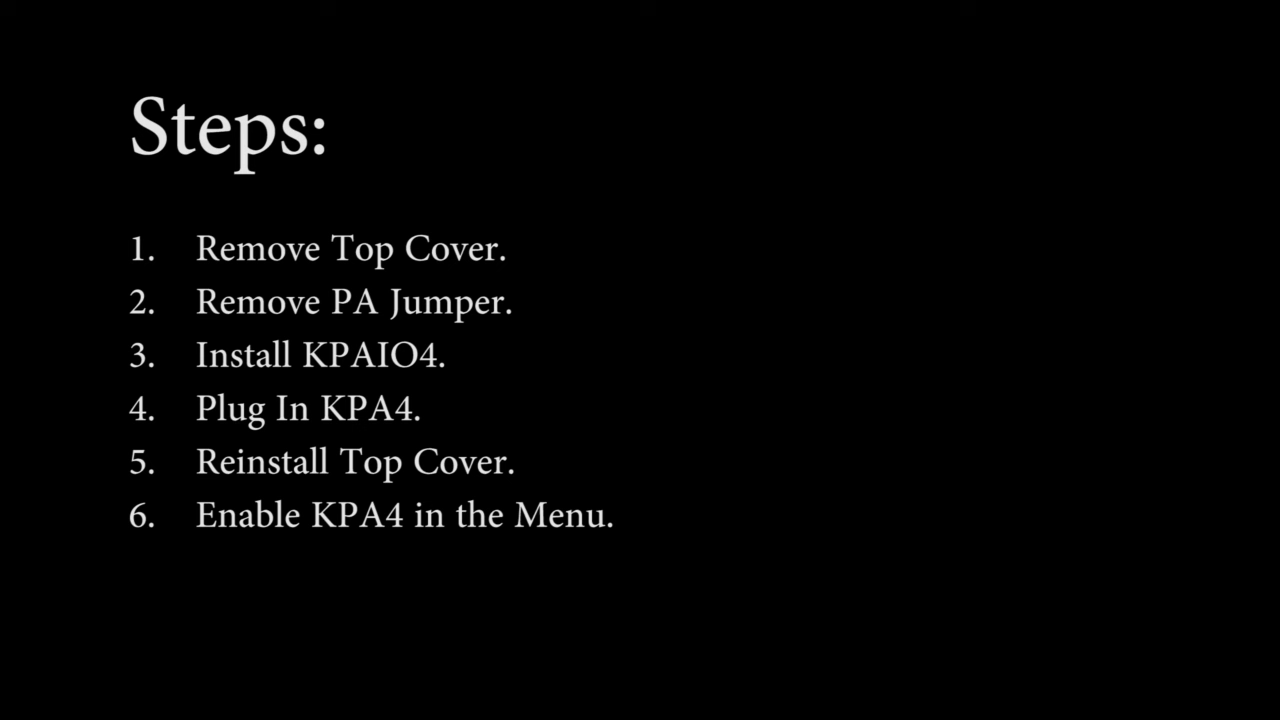 Steps:
1. Remove Top Cover.
2. Remove PA Jumper.
3. Install KPAIO4.
4. Plug In KPA4.
5. Reinstall Top Cover.
6. Enable KPA4 in the Menu.